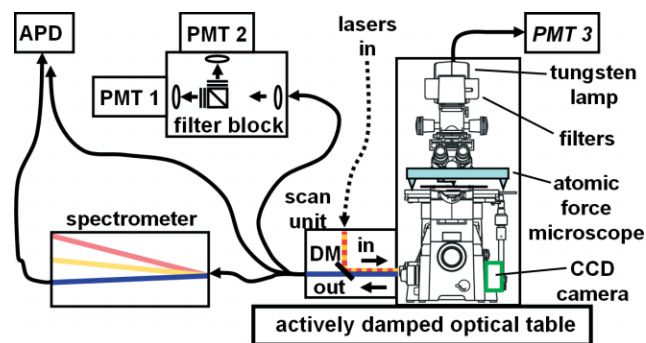 APD
PMT 2
PMT 1
filter block
lasers
in
PMT 3
tungsten
lamp
filters
atomic
force
microscope
CCD
camera
scan
unit
DM
in
out
spectrometer
actively damped optical table